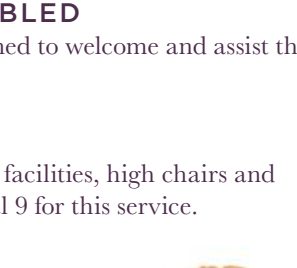 BLED
ned to welcome and assist th
facilities, high chairs and
l 9 for this service.